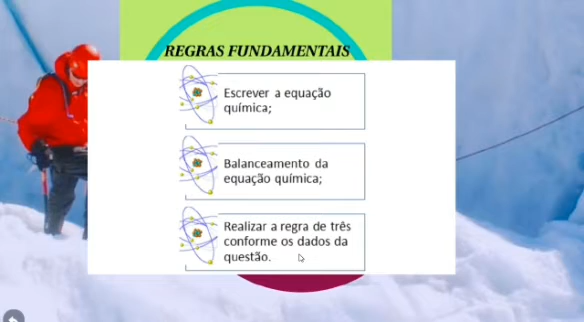 REGRAS FUNDAMENTAIS
Escrever a equação
química;
Balanceamento da
equação química;
Realizar a regra de três
conforme os dados da
questão.